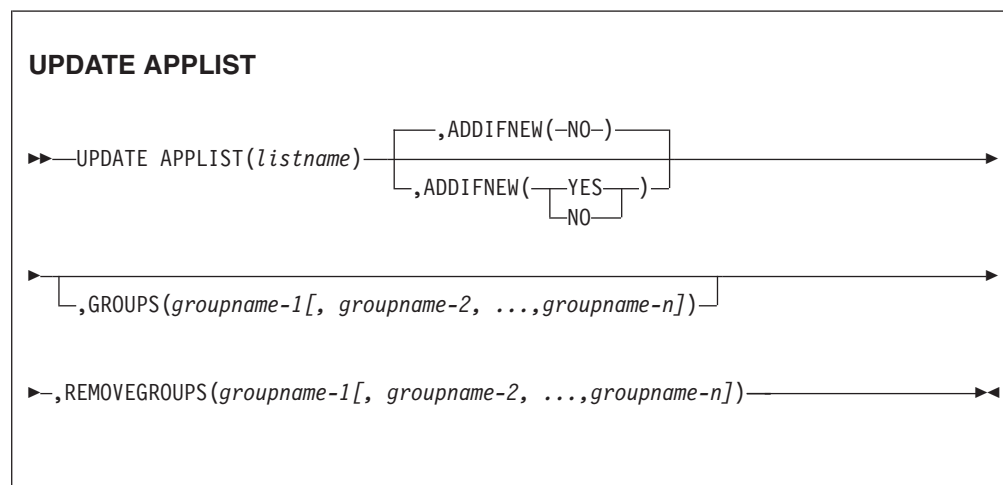 UPDATE APPLIST
,ADDIFNEW(NO)
UPDATE APPLIST(listname)
,ADDIFNEW(YES)
NO
,GROUPS(groupname-1[, groupname-2, ...,groupname-n])
,REMOVEGROUPS(groupname-1[, groupname-2, ...,groupname-n])